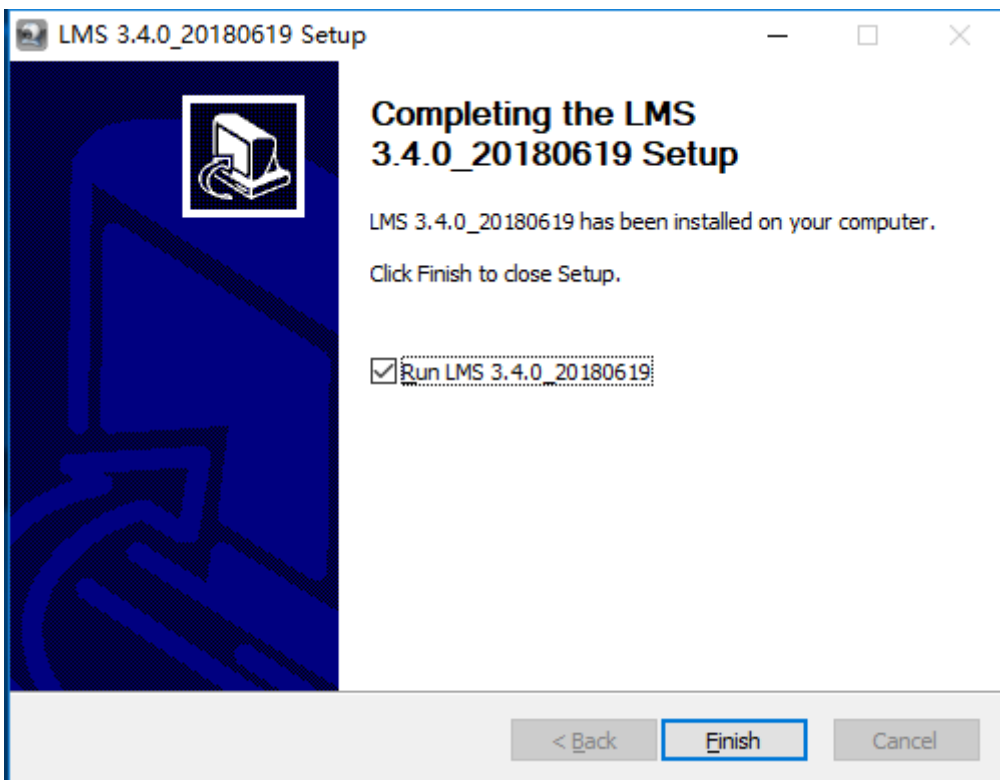 LMS 3.4.0_20180619 Setup
Completing the LMS
3.4.0_20180619 Setup
LMS 3.4.0_20180619 has been installed on your computer.
Click Finish to close Setup.
Run LMS 3.4.0_20180619
< Back Finish Cancel